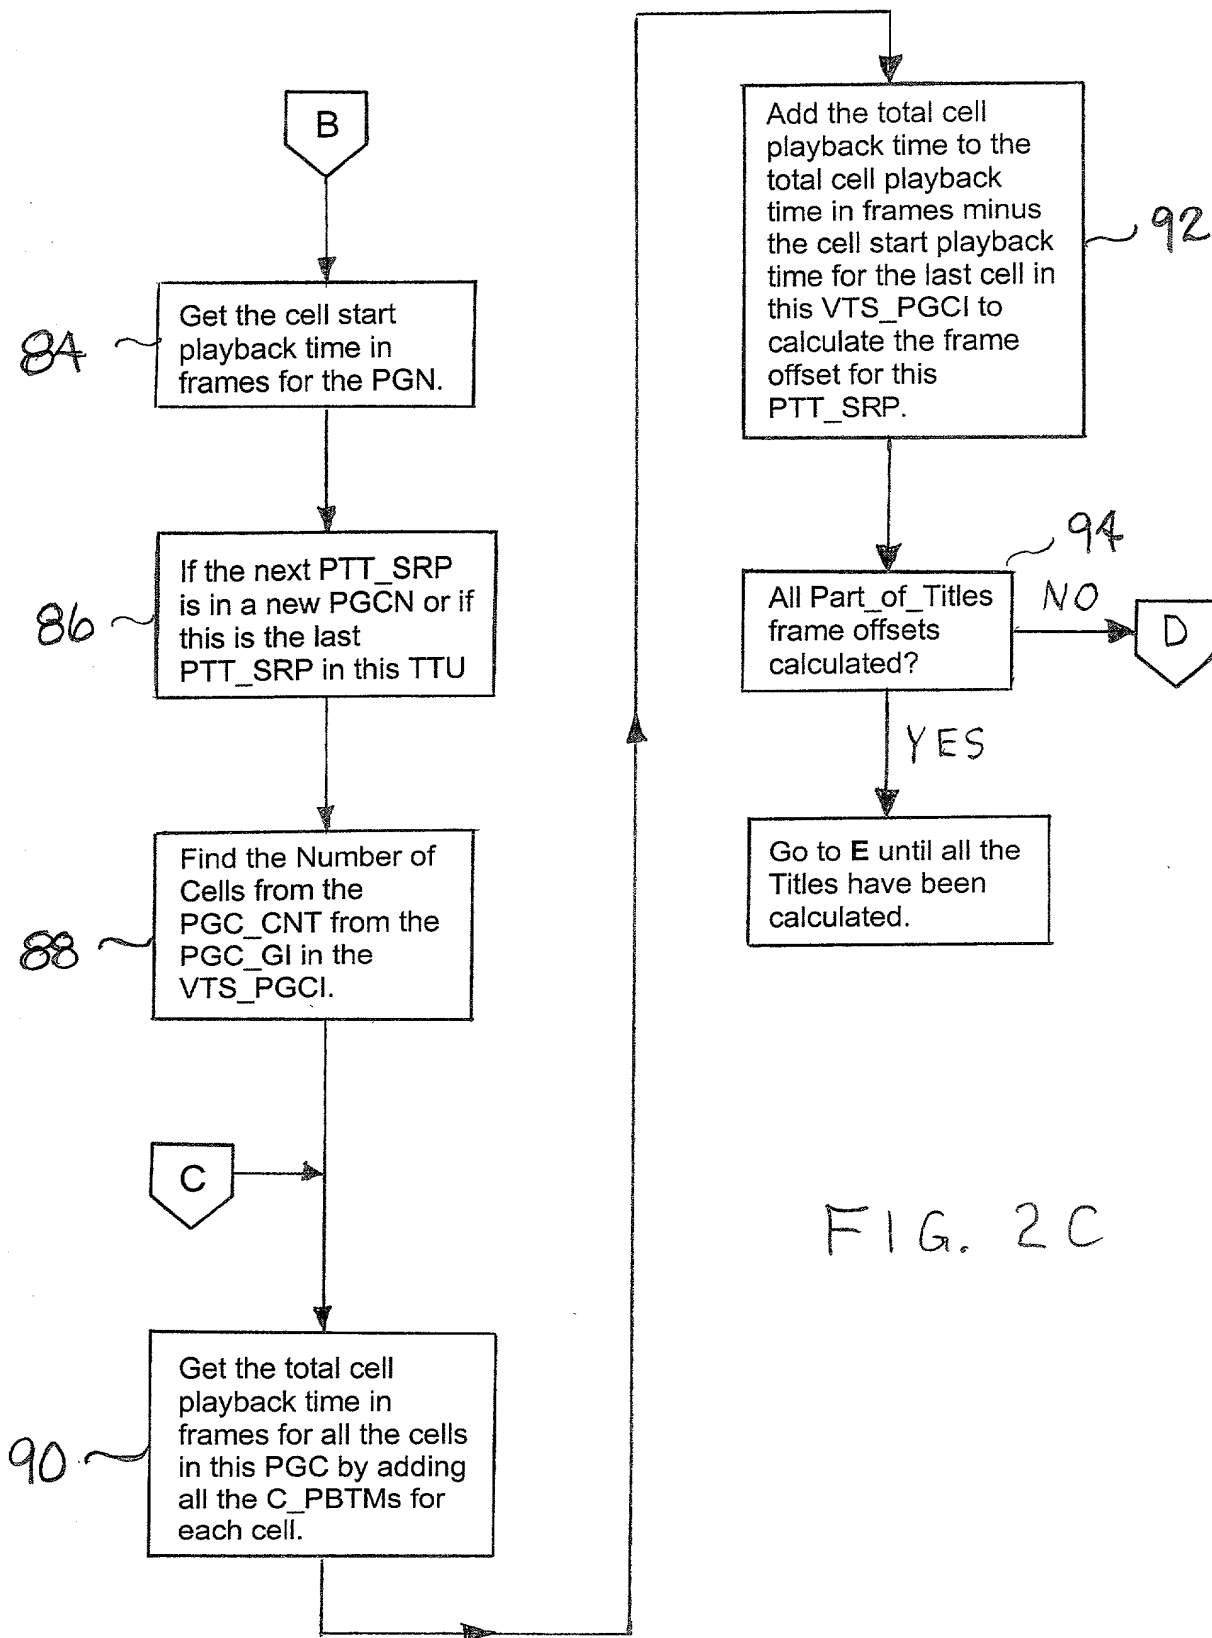 B
84
Get the cell start
playback time in
frames for the PGN.
86
If the next PTT_SRP
is in a new PGCN or if
this is the last
PTT_SRP in this TTU
88
Find the Number of
Cells from the
PGC_CNT from the
PGC_GI in the
VTS_PGCI.
C
90
Get the total cell
playback time in
frames for all the cells
in this PGC by adding
all the C_PBTMs for
each cell.
Add the total cell
playback time to the
total cell playback
time in frames minus
the cell start playback
time for the last cell in
this VTS_PGCI to
calculate the frame
offset for this
PTT_SRP.
92
94
All Part_of_Titles
frame offsets
calculated?
NO
D
YES
Go to E until all the
Titles have been
calculated.
FIG. 2C